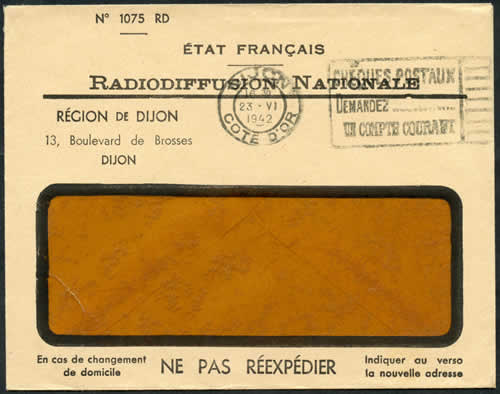 N° 1075 RD
ÉTAT FRANÇAIS
RADIODIFFUSION NATIONALE
RÉGION DE DIJON
13, Boulevard de Brosses
DIJON
DIJON
23 - VI
1942
COTE D'OR
CHÈQUES POSTAUX
DEMANDEZ
UN COMPTE COURANT
En cas de changement
de domicile
NE PAS RÉEXPÉDIER
Indiquer au verso
la nouvelle adresse